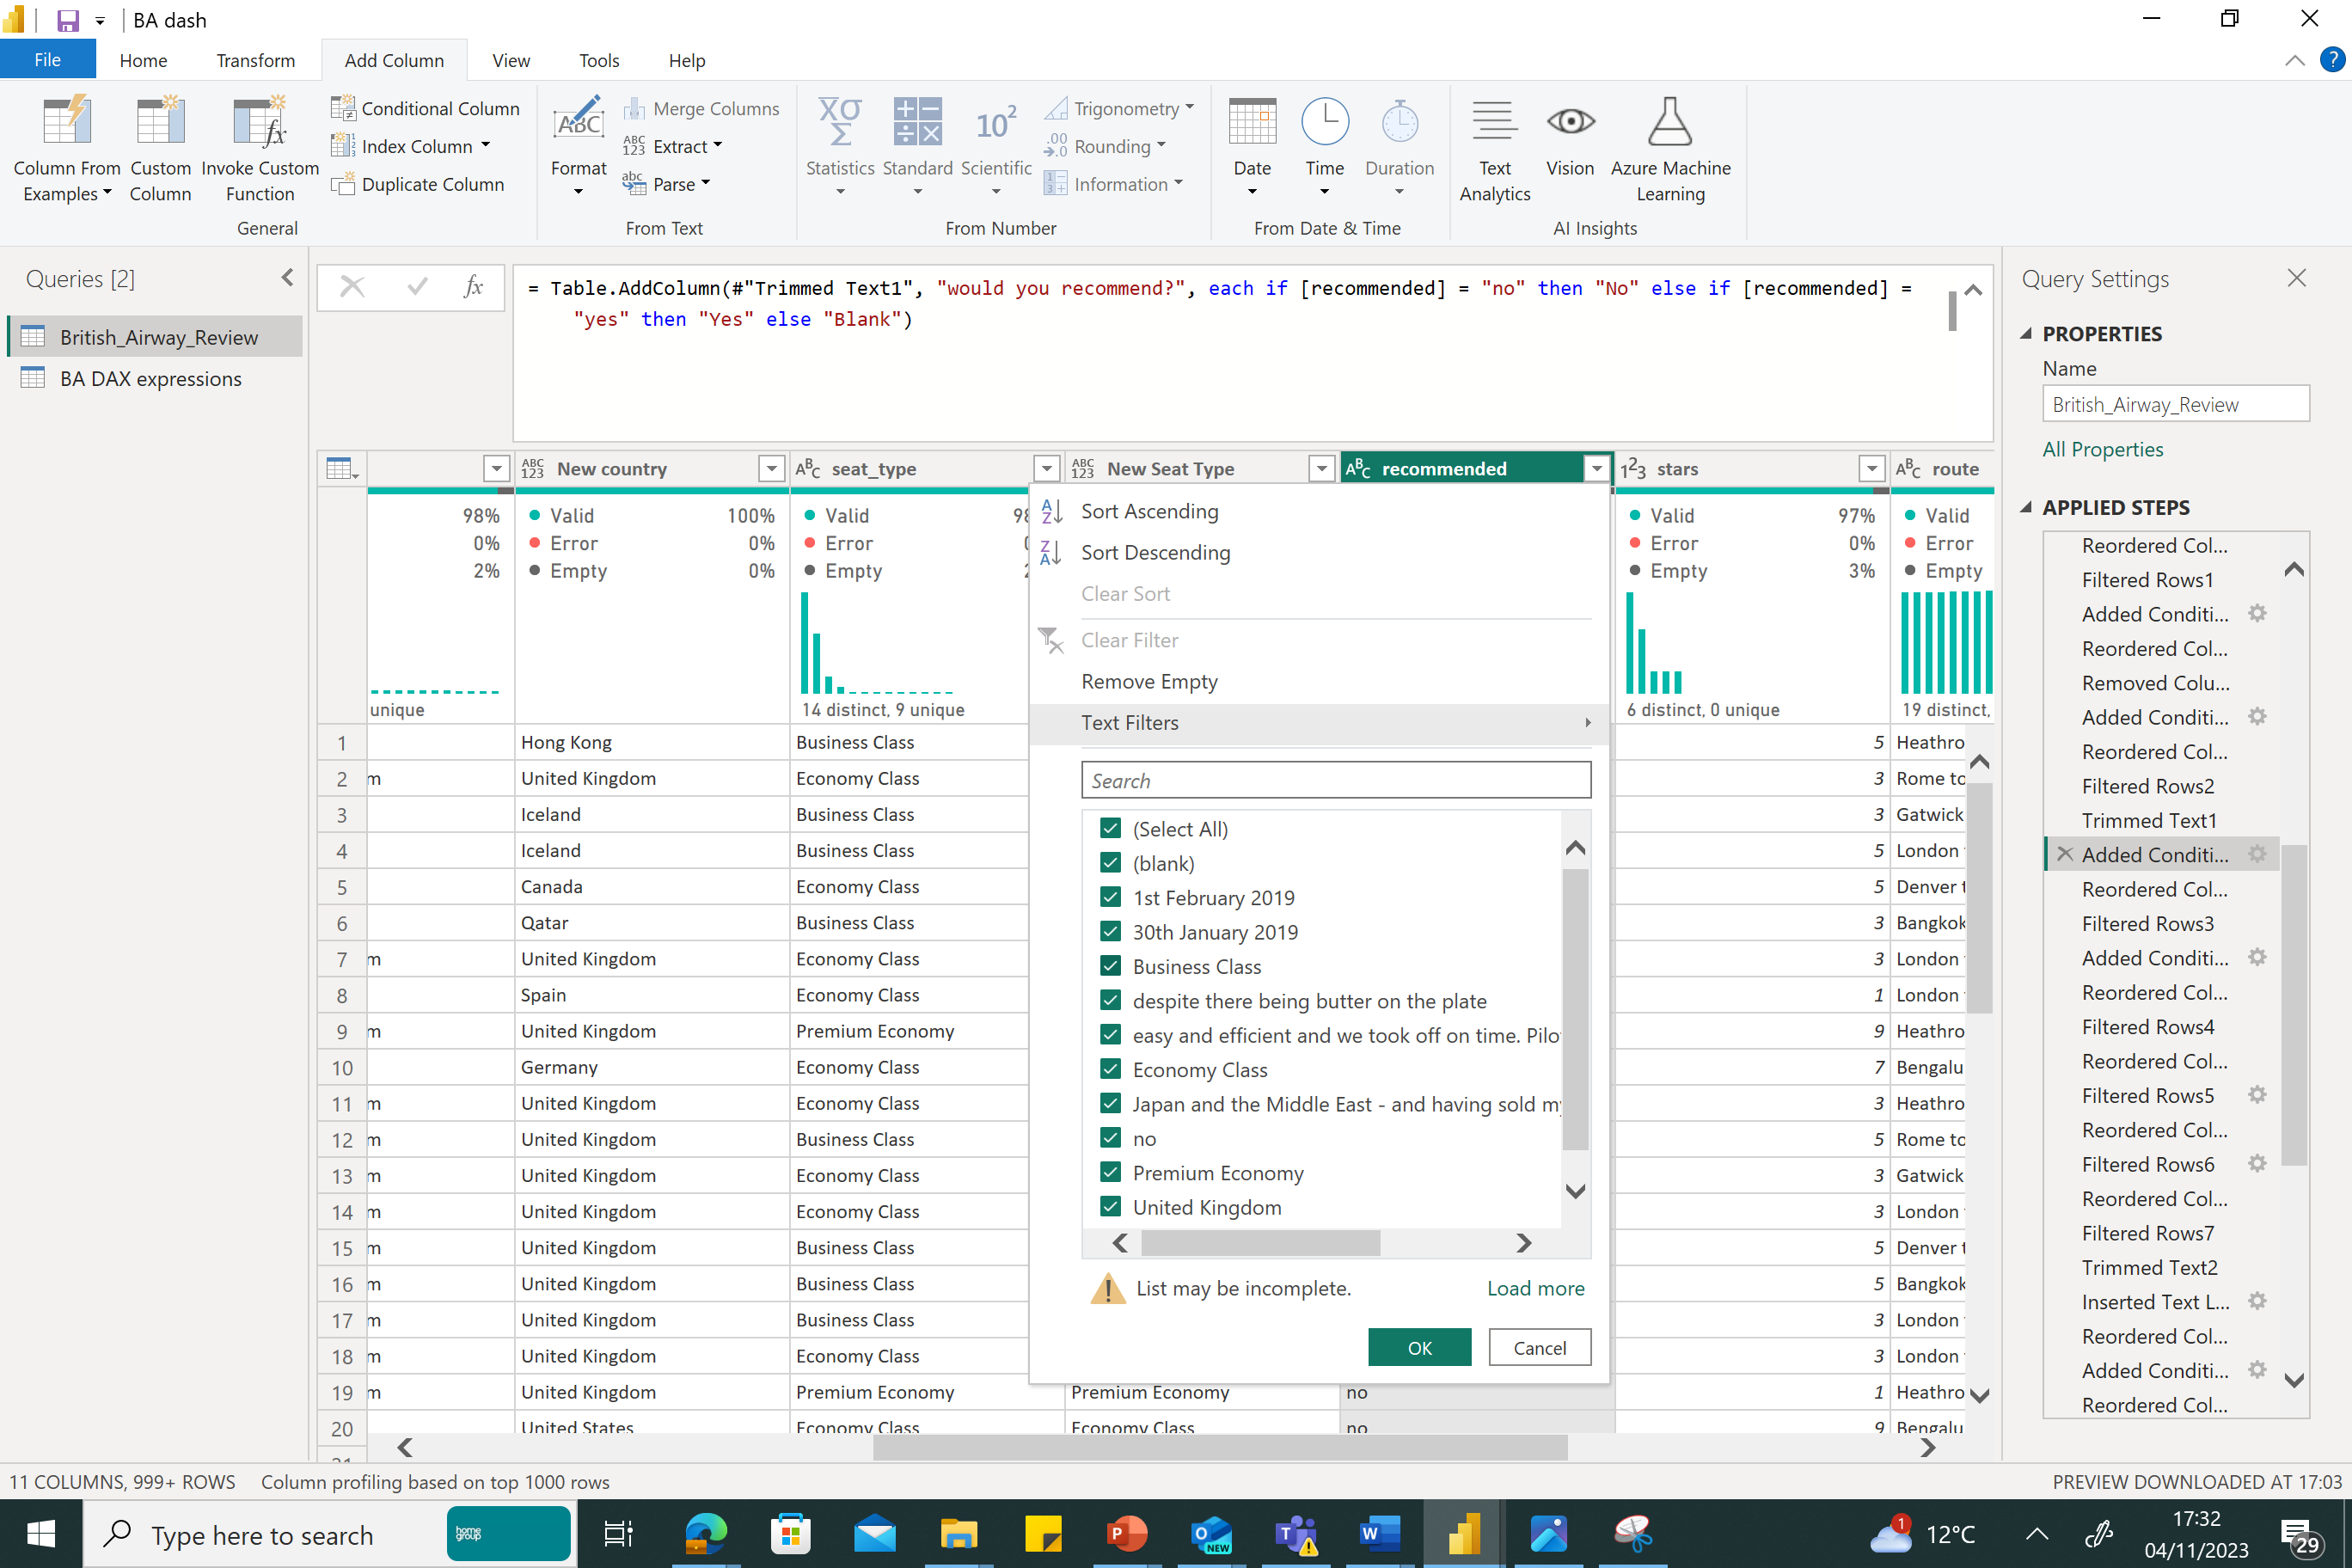 BA dash
File Home Transform Add Column View Tools Help
Column From Examples
Custom Column
Invoke Custom Function
Conditional Column
Index Column
Duplicate Column
General
ABC
Format
Merge Columns
ABC 123 Extract
abc Parse
From Text
XO Σ
Statistics
Standard
10²
Scientific
Trigonometry
.00 →.0 Rounding
Information
From Number
Date
Time
Duration
From Date & Time
Text Analytics
Vision
Azure Machine Learning
AI Insights
Queries [2]
British_Airway_Review
BA DAX expressions
fx
= Table.AddColumn(#"Trimmed Text1", "would you recommend?", each if [recommended] = "no" then "No" else if [recommended] =
"yes" then "Yes" else "Blank")
ABC 123 New country ABC seat_type ABC 123 New Seat Type ABC recommended 123 stars ABC route
98% Valid 100% Valid 98 Valid 97% Valid
0% Error 0% Error Error 0% Error
2% Empty 0% Empty Empty 3% Empty
unique 14 distinct, 9 unique 6 distinct, 0 unique 19 distinct,
Sort Ascending
Sort Descending
Clear Sort
Clear Filter
Remove Empty
Text Filters
Search
(Select All)
(blank)
1st February 2019
30th January 2019
Business Class
despite there being butter on the plate
easy and efficient and we took off on time. Pilo
Economy Class
Japan and the Middle East - and having sold my
no
Premium Economy
United Kingdom
List may be incomplete. Load more
OK Cancel
1 Hong Kong Business Class 5 Heathro
2 m United Kingdom Economy Class 3 Rome to
3 Iceland Business Class 3 Gatwick
4 Iceland Business Class 5 London
5 Canada Economy Class 5 Denver t
6 Qatar Business Class 3 Bangkok
7 m United Kingdom Economy Class 3 London
8 Spain Economy Class 1 London
9 m United Kingdom Premium Economy 9 Heathro
10 Germany Economy Class 7 Bengalu
11 m United Kingdom Economy Class 3 Heathro
12 m United Kingdom Business Class 5 Rome to
13 m United Kingdom Economy Class 3 Gatwick
14 m United Kingdom Economy Class 3 London
15 m United Kingdom Business Class 5 Denver t
16 m United Kingdom Business Class 5 Bangkok
17 m United Kingdom Business Class 3 London
18 m United Kingdom Economy Class 3 London
19 m United Kingdom Premium Economy Premium Economy no 1 Heathro
20 United States Economy Class Economy Class no 9 Bengalu
Query Settings
PROPERTIES
Name
British_Airway_Review
All Properties
APPLIED STEPS
Reordered Col...
Filtered Rows1
Added Conditi...
Reordered Col...
Removed Colu...
Added Conditi...
Reordered Col...
Filtered Rows2
Trimmed Text1
Added Conditi...
Reordered Col...
Filtered Rows3
Added Conditi...
Reordered Col...
Filtered Rows4
Reordered Col...
Filtered Rows5
Reordered Col...
Filtered Rows6
Reordered Col...
Filtered Rows7
Trimmed Text2
Inserted Text L...
Reordered Col...
Added Conditi...
Reordered Col...
11 COLUMNS, 999+ ROWS Column profiling based on top 1000 rows PREVIEW DOWNLOADED AT 17:03
Type here to search
home group
NEW
1
12°C
17:32
04/11/2023
29